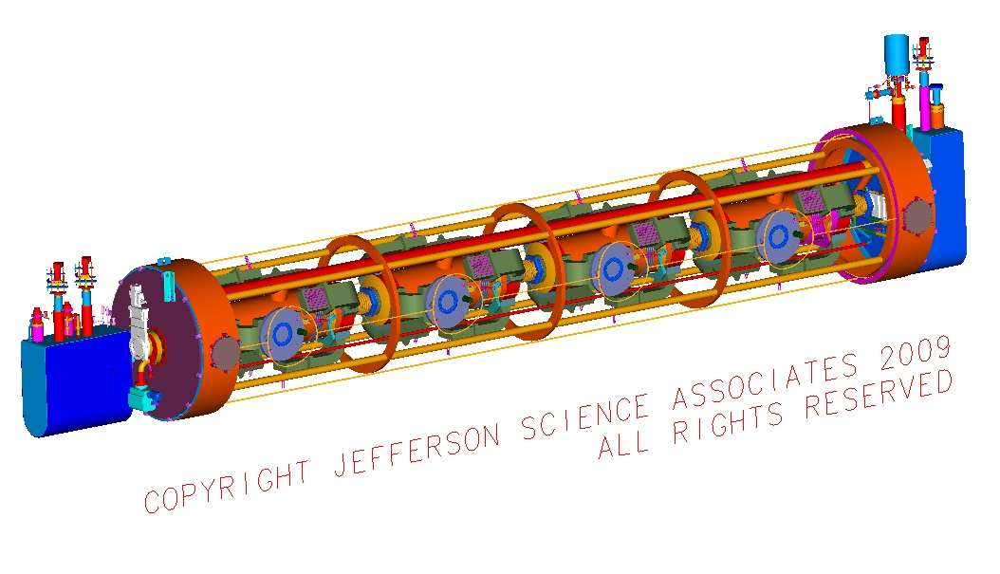 COPYRIGHT JEFFERSON SCIENCE ASSOCIATES 2009
ALL RIGHTS RESERVED